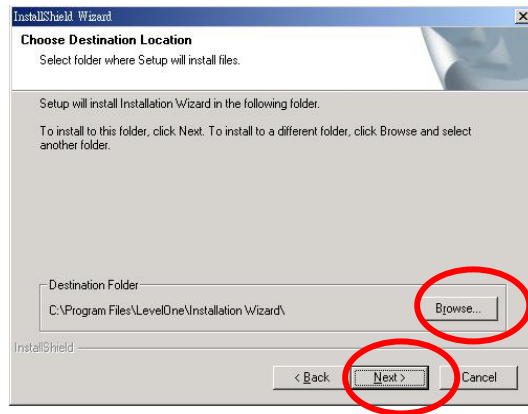 InstallShield Wizard
Choose Destination Location
Select folder where Setup will install files.
Setup will install Installation Wizard in the following folder.
To install to this folder, click Next. To install to a different folder, click Browse and select
another folder.
Destination Folder
C:\Program Files\LevelOne\Installation Wizard\
Browse...
InstallShield
< Back
Next >
Cancel